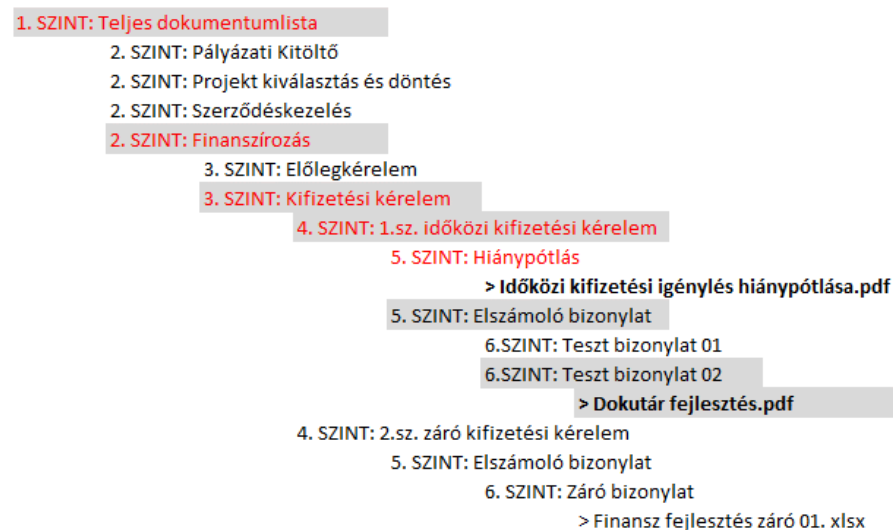 1. SZINT: Teljes dokumentumlista
2. SZINT: Pályázati Kitöltő
2. SZINT: Projekt kiválasztás és döntés
2. SZINT: Szerződéskezelés
2. SZINT: Finanszírozás
3. SZINT: Előlegkérelem
3. SZINT: Kifizetési kérelem
4. SZINT: 1.sz. időközi kifizetési kérelem
5. SZINT: Hiánypótlás
> Időközi kifizetési igénylés hiánypótlása.pdf
5. SZINT: Elszámoló bizonylat
6.SZINT: Teszt bizonylat 01
6.SZINT: Teszt bizonylat 02
> Dokutár fejlesztés.pdf
4. SZINT: 2.sz. záró kifizetési kérelem
5. SZINT: Elszámoló bizonylat
6. SZINT: Záró bizonylat
> Finansz fejlesztés záró 01. xlsx